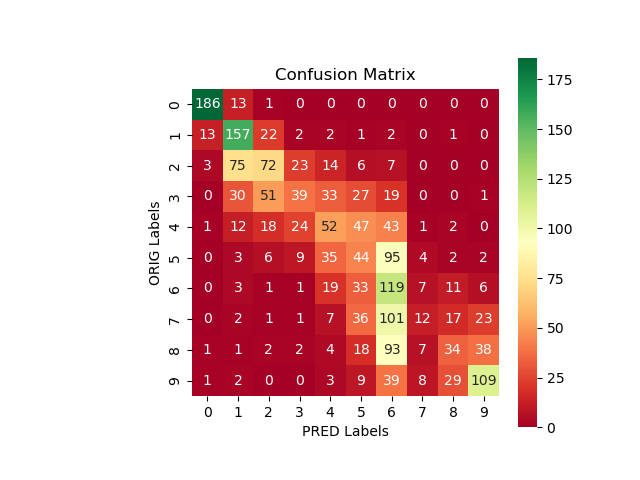 Confusion Matrix
ORIG Labels
0 186 13 1 0 0 0 0 0 0 0
1 13 157 22 2 2 1 2 0 1 0
2 3 75 72 23 14 6 7 0 0 0
3 0 30 51 39 33 27 19 0 0 1
4 1 12 18 24 52 47 43 1 2 0
5 0 3 6 9 35 44 95 4 2 2
6 0 3 1 1 19 33 119 7 11 6
7 0 2 1 1 7 36 101 12 17 23
8 1 1 2 2 4 18 93 7 34 38
9 1 2 0 0 3 9 39 8 29 109
0 1 2 3 4 5 6 7 8 9
PRED Labels
175
150
125
100
75
50
25
0